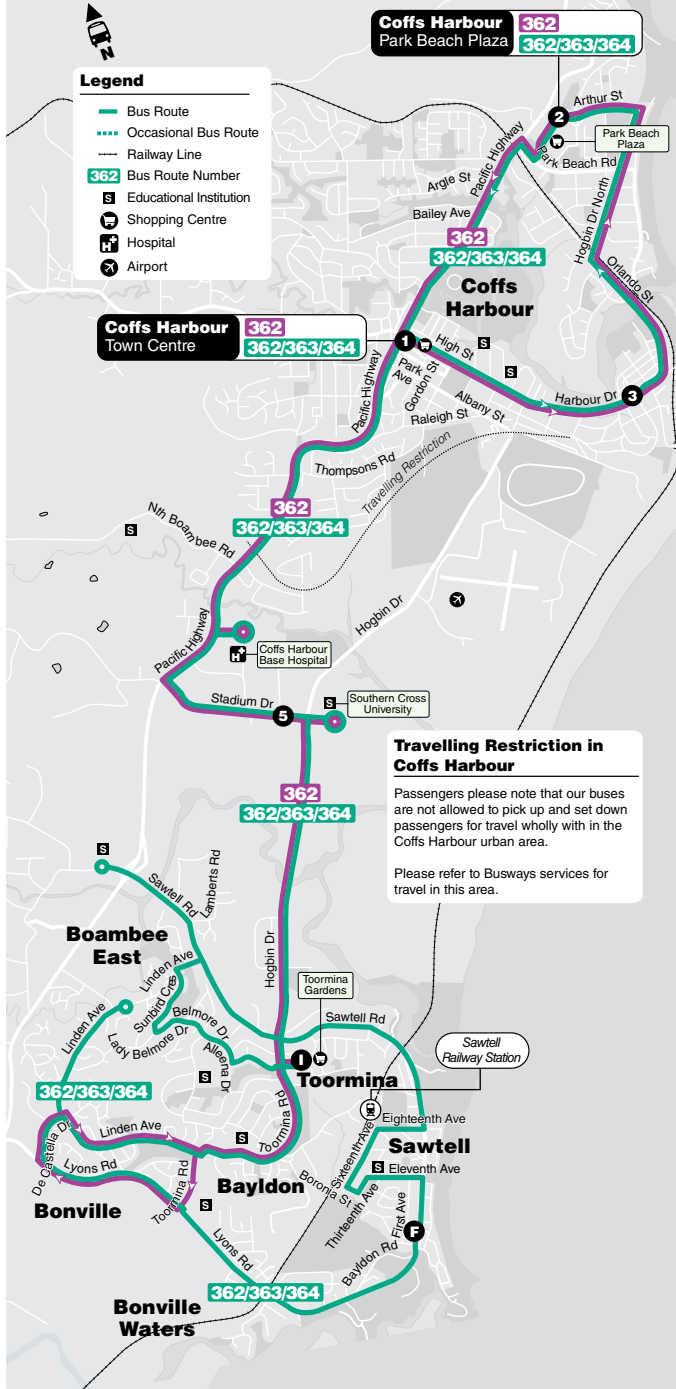 N
Coffs Harbour
Park Beach Plaza
362
362/363/364
Legend
Bus Route
Occasional Bus Route
Railway Line
362 Bus Route Number
S Educational Institution
Shopping Centre
H Hospital
Airport
2
Arthur St
Park Beach
Plaza
Park Beach Rd
Pacific Highway
Argle St
Bailey Ave
Hogbin Dr North
Orlando St
362
362/363/364
Coffs
Harbour
Coffs Harbour
Town Centre
362
362/363/364
1
High St
S
S
Park
Ave
Gordon St
Albany St
Raleigh St
Harbour Dr
3
Pacific Highway
Thompsons Rd
Travelling Restriction
362
362/363/364
Nth Boambee Rd
S
Hogbin Dr
Pacific Highway
H
Coffs Harbour
Base Hospital
Stadium Dr
5
S
Southern Cross
University
Travelling Restriction in
Coffs Harbour
Passengers please note that our buses
are not allowed to pick up and set down
passengers for travel wholly with in the
Coffs Harbour urban area.
Please refer to Busways services for
travel in this area.
362
362/363/364
S
Sawtell Rd
Lamberts Rd
Boambee
East
Linden Ave
Hogbin Dr
Toormina
Gardens
Sunbird Cres
Linden Ave
Lady Belmore Dr
Belmore Dr
Alleena Dr
Sawtell Rd
I
Toormina
Sawtell
Railway Station
S
362/363/364
Toormina Rd
Eighteenth Ave
Sawtell
De Castella Dr
Linden Ave
S
Sixteenth Ave
S
Eleventh Ave
Lyons Rd
Toormina Rd
Bayldon
Boronia St
Thirteenth Ave
First Ave
Bonville
S
F
Lyons Rd
Bayldon Rd
362/363/364
Bonville
Waters